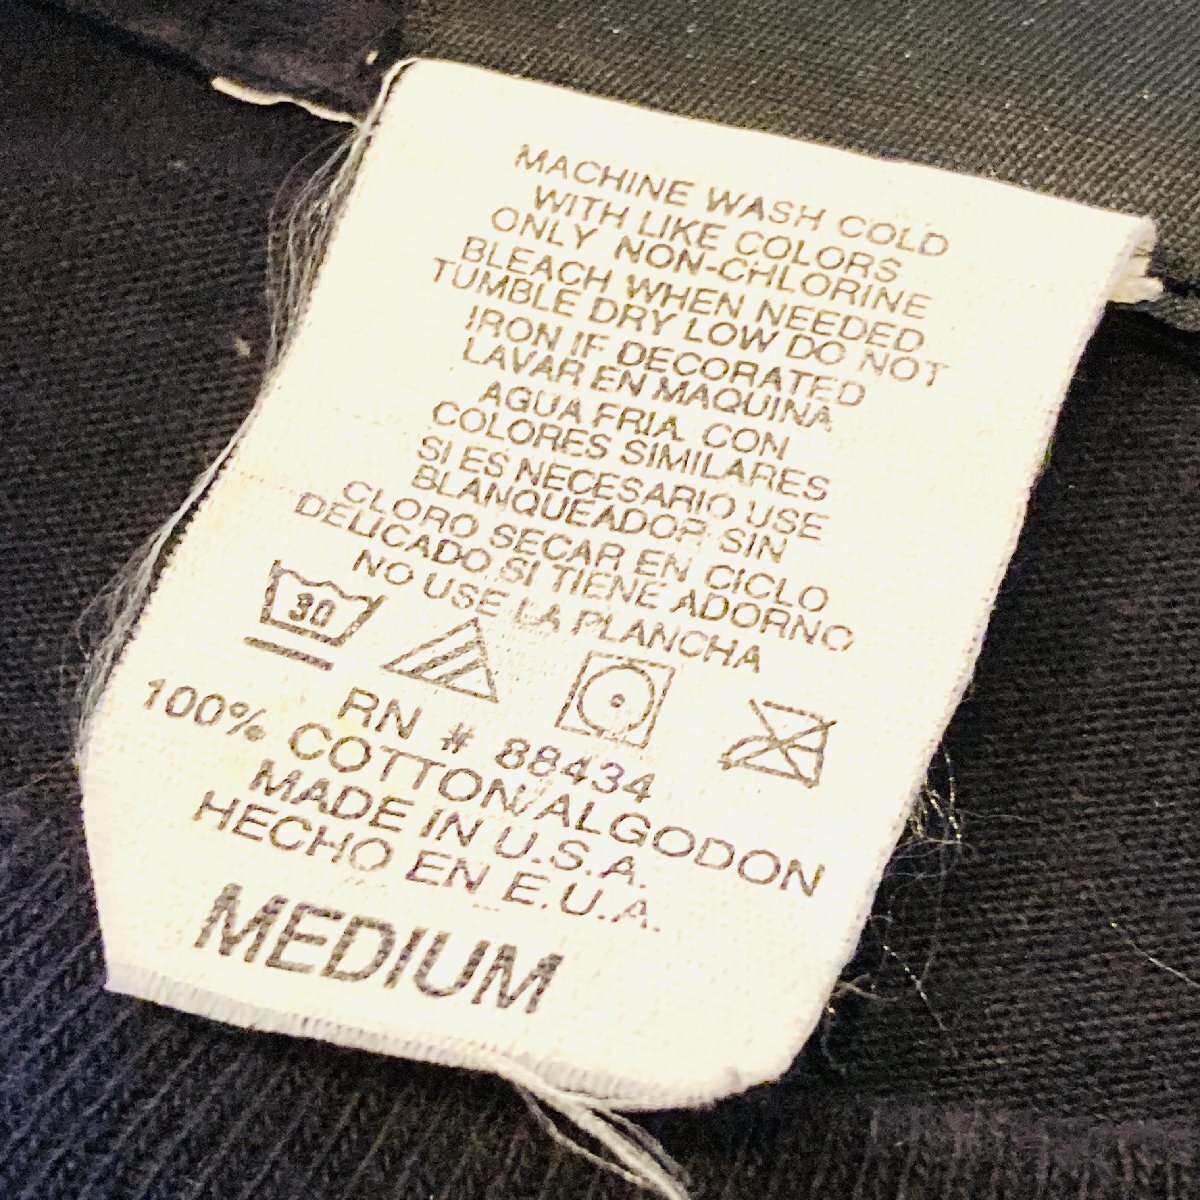 MACHINE WASH COLD
WITH LIKE COLORS
ONLY NON-CHLORINE
BLEACH WHEN NEEDED
TUMBLE DRY LOW DO NOT
IRON IF DECORATED
LAVAR EN MAQUINA
AGUA FRIA, CON
COLORES SIMILARES
SI ES NECESARIO USE
BLANQUEADOR SIN
CLORO SECAR EN CICLO
DELICADO SI TIENE ADORNO
NO USE LA PLANCHA
30
RN # 88434
100% COTTON/ALGODON
MADE IN U.S.A.
HECHO EN E.U.A.
MEDIUM